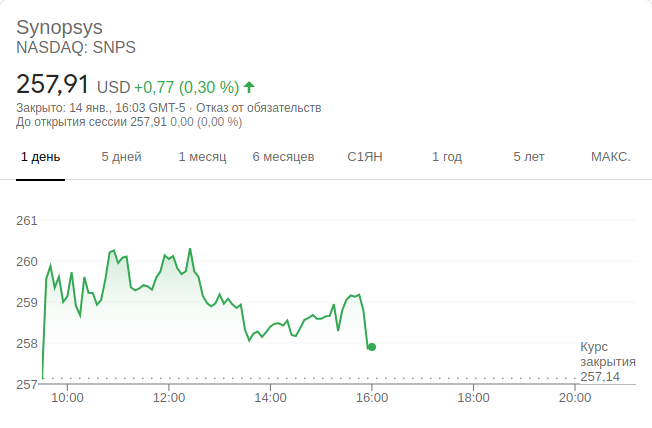 Synopsys
NASDAQ: SNPS
257,91 USD +0,77 (0,30 %)
Закрыто: 14 янв., 16:03 GMT-5 · Отказ от обязательств
До открытия сессии 257,91 0,00 (0,00 %)
1 день 5 дней 1 месяц 6 месяцев С1ЯН 1 год 5 лет МАКС.
261
260
259
258
Курс
закрытия
257,14
257
10:00 12:00 14:00 16:00 18:00 20:00